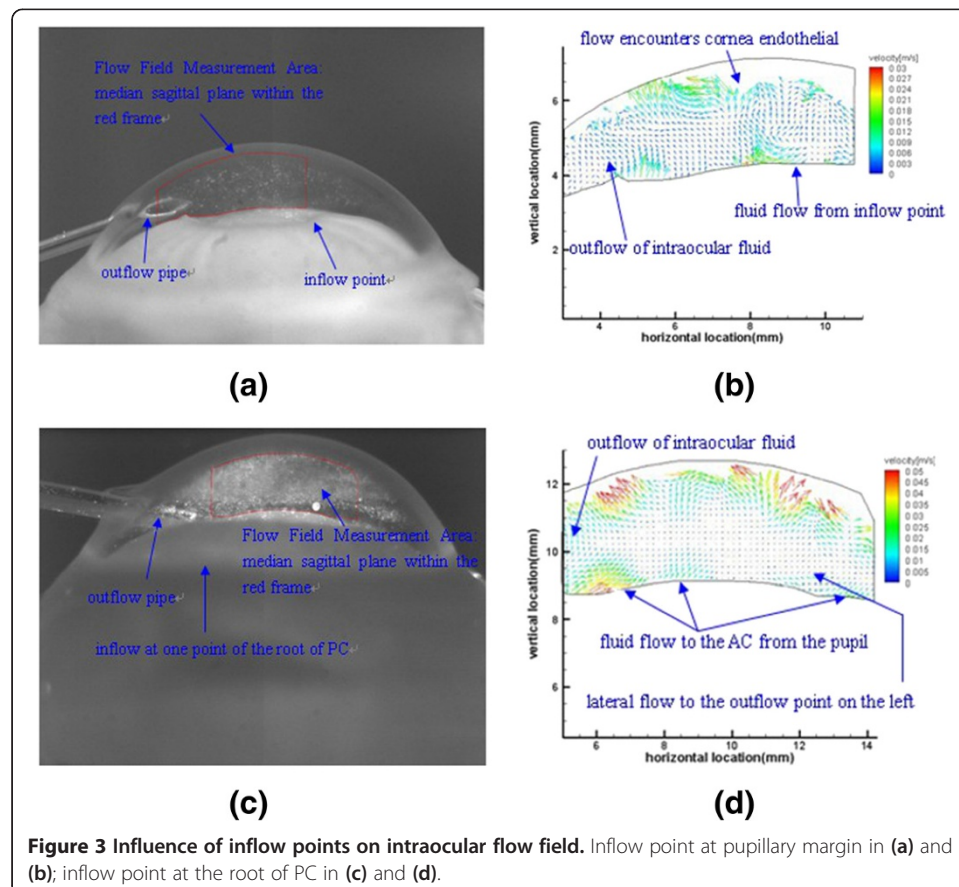 Flow Field Measurement Area:
median sagittal plane within the
red frame
outflow pipe
inflow point
(a)
flow encounters cornea endothelial
velocity[m/s]
0.03
0.027
0.024
0.021
0.018
0.015
0.012
0.009
0.006
0.003
0
vertical location(mm)
6
4
2
fluid flow from inflow point
outflow of intraocular fluid
4 6 8 10
horizontal location(mm)
(b)
Flow Field Measurement Area:
median sagittal plane within the
red frame
outflow pipe
inflow at one point of the root of PC
(c)
outflow of intraocular fluid
velocity[m/s]
0.05
0.045
0.04
0.035
0.03
0.025
0.02
0.015
0.01
0.005
0
vertical location(mm)
12
10
8
6
fluid flow to the AC from the pupil
lateral flow to the outflow point on the left
6 8 10 12 14
horizontal location(mm)
(d)
Figure 3 Influence of inflow points on intraocular flow field. Inflow point at pupillary margin in (a) and
(b); inflow point at the root of PC in (c) and (d).